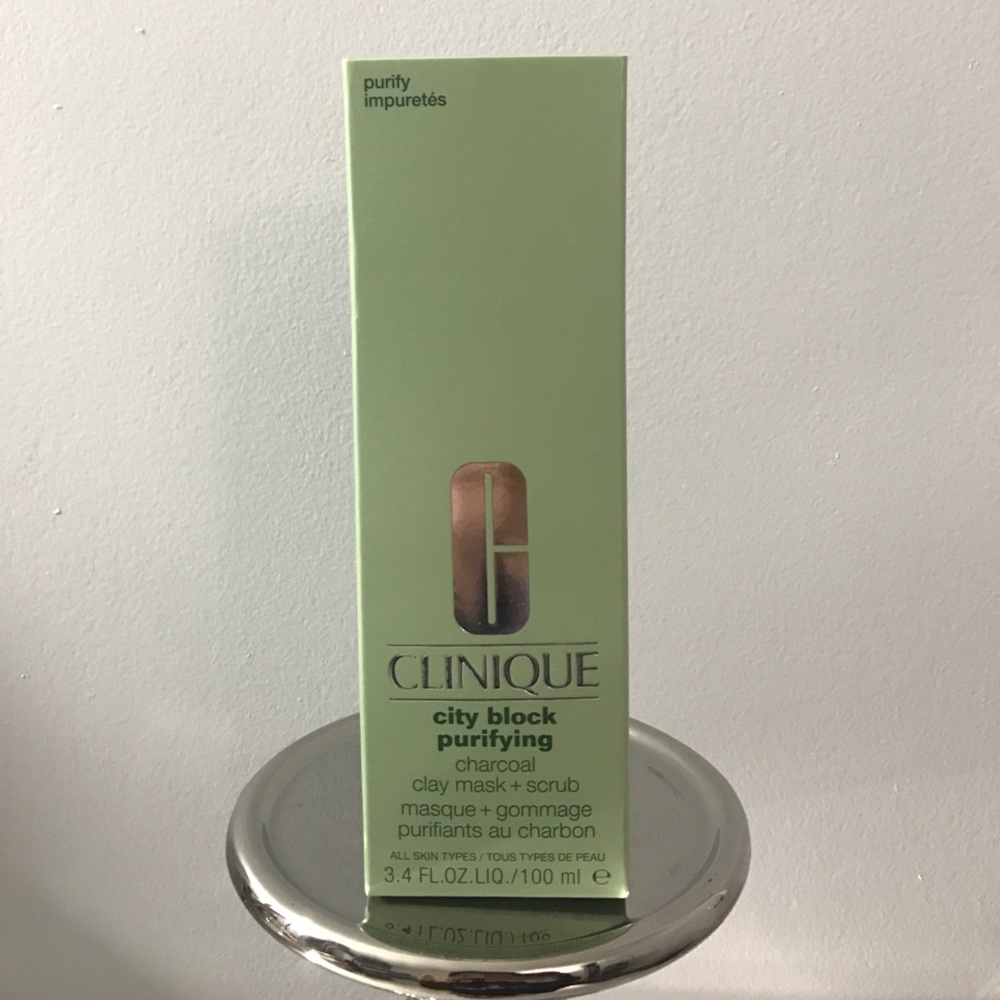 purify
impuretés
CLINIQUE
city block
purifying
charcoal
clay mask + scrub
masque + gommage
purifiants au charbon
ALL SKIN TYPES / TOUS TYPES DE PEAU
3.4 FL.OZ.LIQ./100 ml ℮